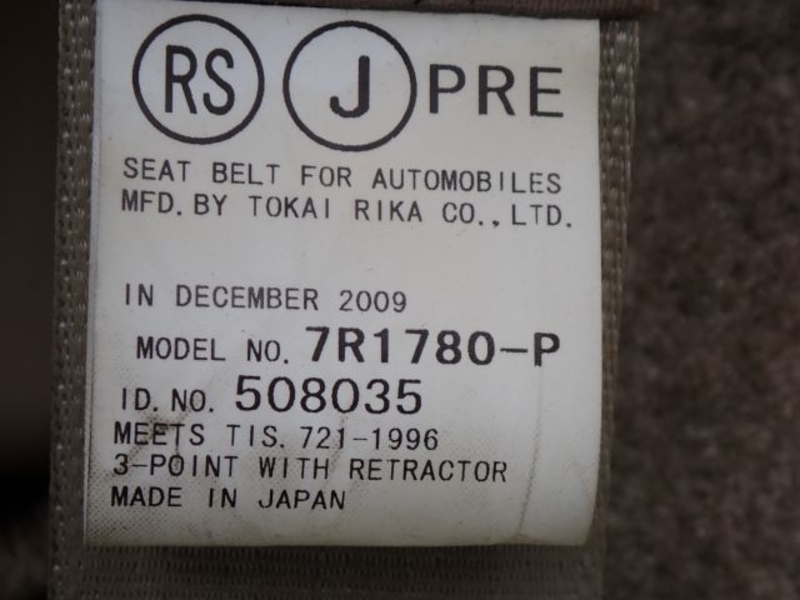 RS J PRE
SEAT BELT FOR AUTOMOBILES
MFD. BY TOKAI RIKA CO., LTD.
IN DECEMBER 2009
MODEL NO. 7R1780-P
ID. NO. 508035
MEETS TIS. 721-1996
3-POINT WITH RETRACTOR
MADE IN JAPAN